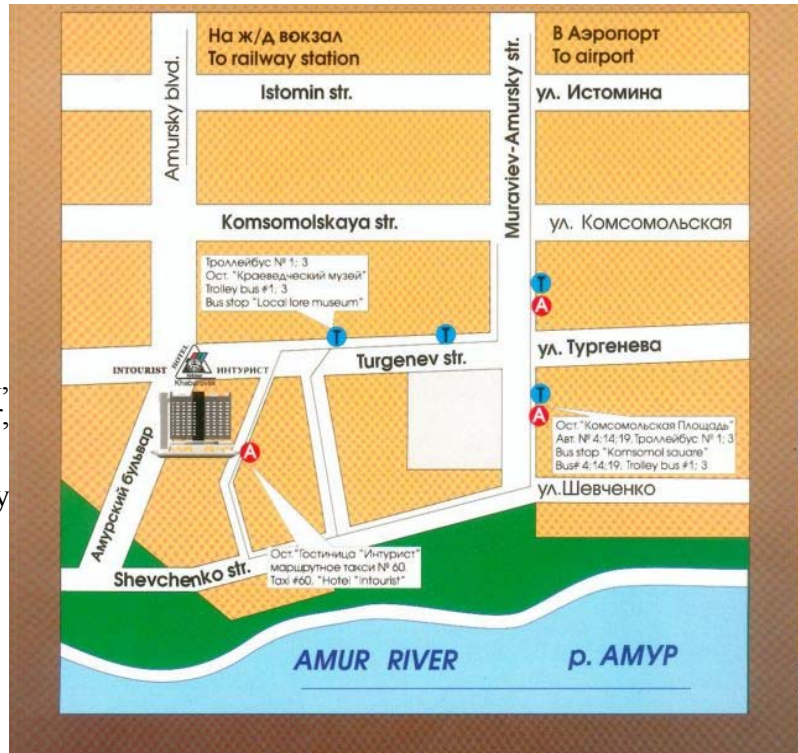 На ж/д вокзал
To railway station
В Аэропорт
To airport
Amursky blvd.
Muraviev-Amursky str.
Istomin str.
ул. Истомина
Komsomolskaya str.
ул. Комсомольская
Троллейбус № 1; 3
Ост. "Краеведческий музей"
Trolley bus #1; 3
Bus stop "Local lore museum"
T
A
T
T
Turgenev str.
ул. Тургенева
INTOURIST
HOTEL
ИНТУРИСТ
Khabarovsk
T
A
Ост."Комсомольская Площадь"
Авт. № 4;14;19. Троллейбус № 1; 3
Bus stop "Komsomol sauare"
Bus# 4;14;19. Trolley bus #1; 3
A
Амурский бульвар
ул.Шевченко
Ост."Гостиница "Интурист"
маршрутное такси № 60.
Taxi #60. "Hotel "Intourist"
Shevchenko str.
AMUR RIVER
р. АМУР